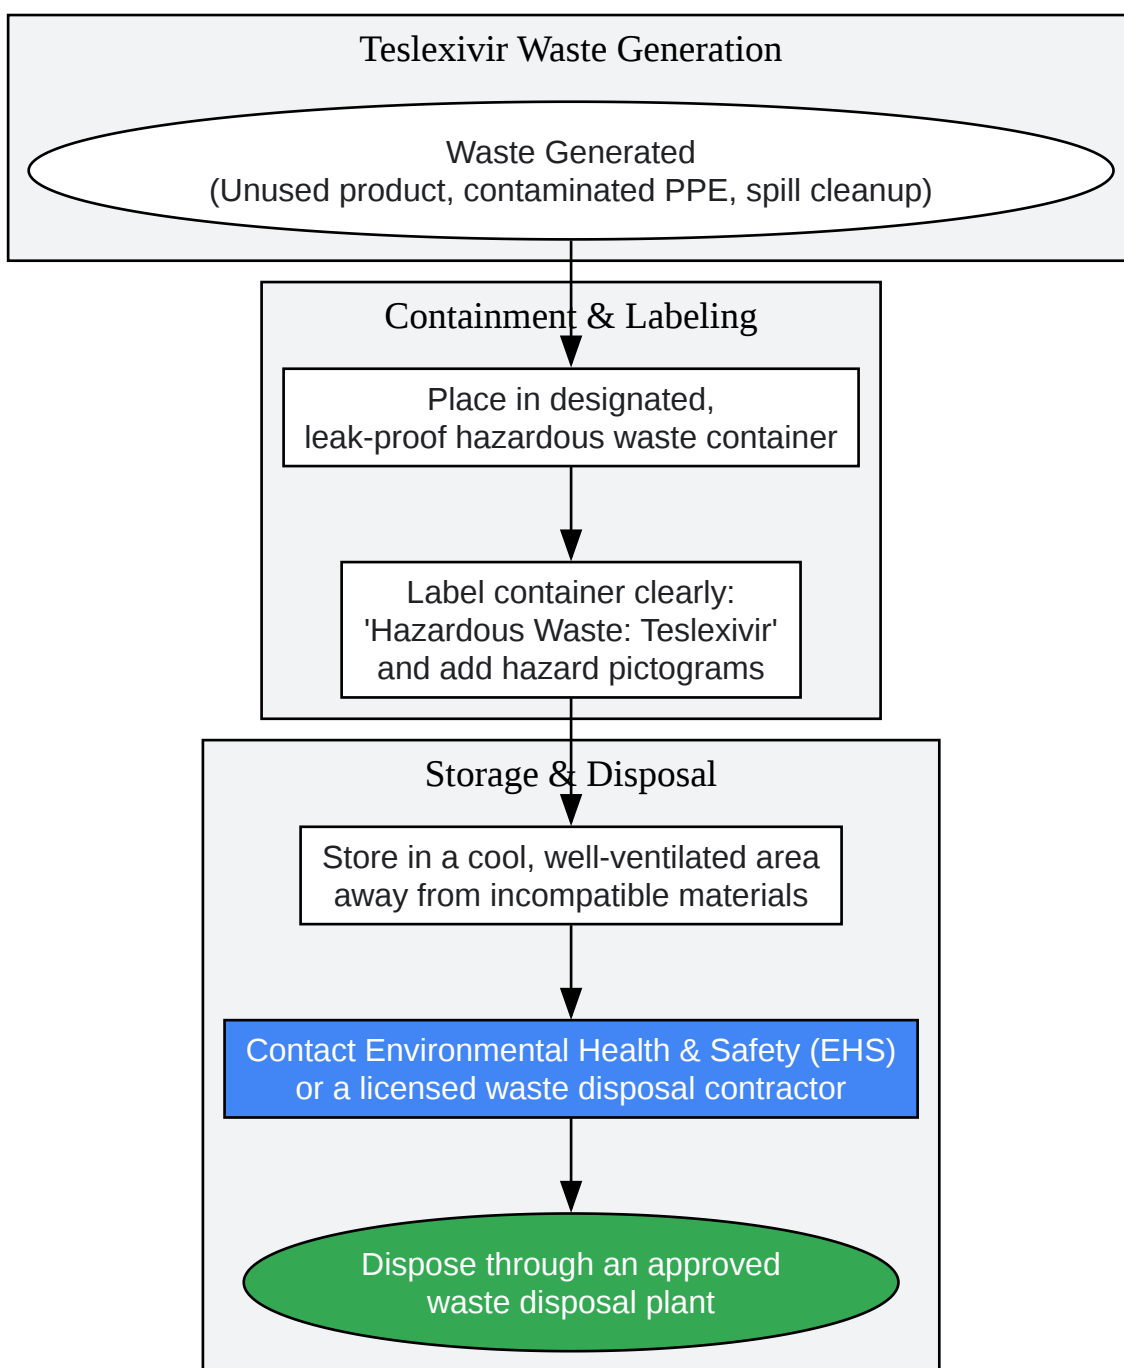 Teslexivir Waste Generation
Waste Generated
(Unused product, contaminated PPE, spill cleanup)
Containment & Labeling
Place in designated,
leak-proof hazardous waste container
Label container clearly:
'Hazardous Waste: Teslexivir'
and add hazard pictograms
Storage & Disposal
Store in a cool, well-ventilated area
away from incompatible materials
Contact Environmental Health & Safety (EHS)
or a licensed waste disposal contractor
Dispose through an approved
waste disposal plant